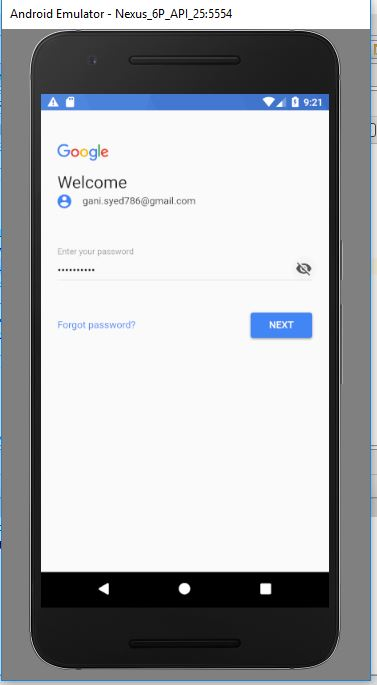 Android Emulator - Nexus_6P_API_25:5554
9:21
Google
Welcome
gani.syed786@gmail.com
Enter your password
••••••••••
Forgot password? NEXT